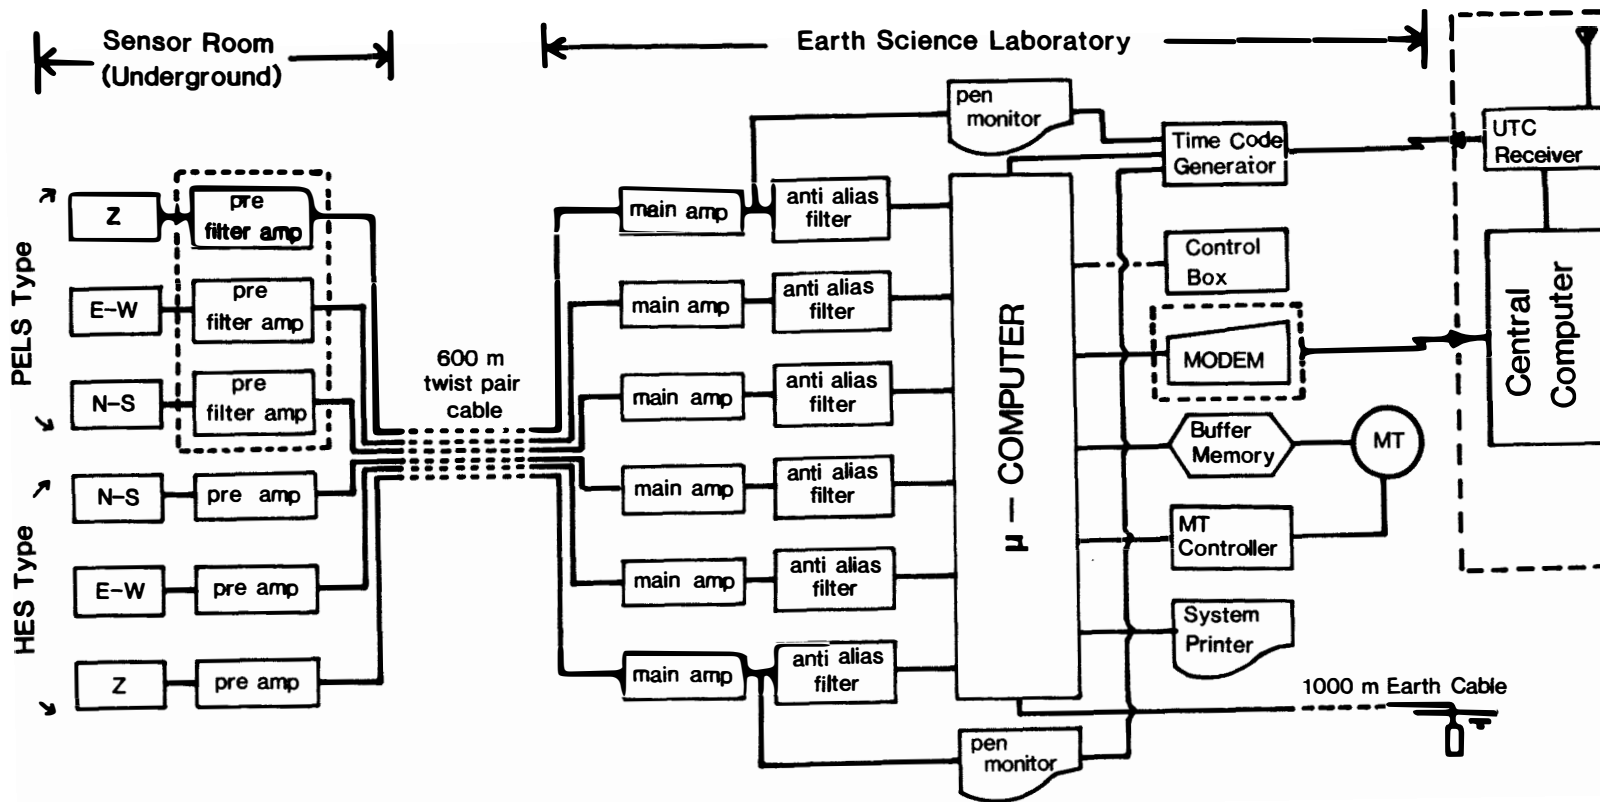 Sensor Room
(Underground)
Earth Science Laboratory
PELS Type
HES Type
Z
pre
filter amp
E-W
pre
filter amp
N-S
pre
filter amp
N-S
pre amp
E-W
pre amp
Z
pre amp
600 m
twist pair
cable
main amp
anti alias
filter
main amp
anti alias
filter
main amp
anti alias
filter
main amp
anti alias
filter
main amp
anti alias
filter
main amp
anti alias
filter
pen
monitor
pen
monitor
μ-COMPUTER
Time Code
Generator
Control
Box
MODEM
Buffer
Memory
MT
MT
Controller
System
Printer
1000 m Earth Cable
UTC
Receiver
Central
Computer